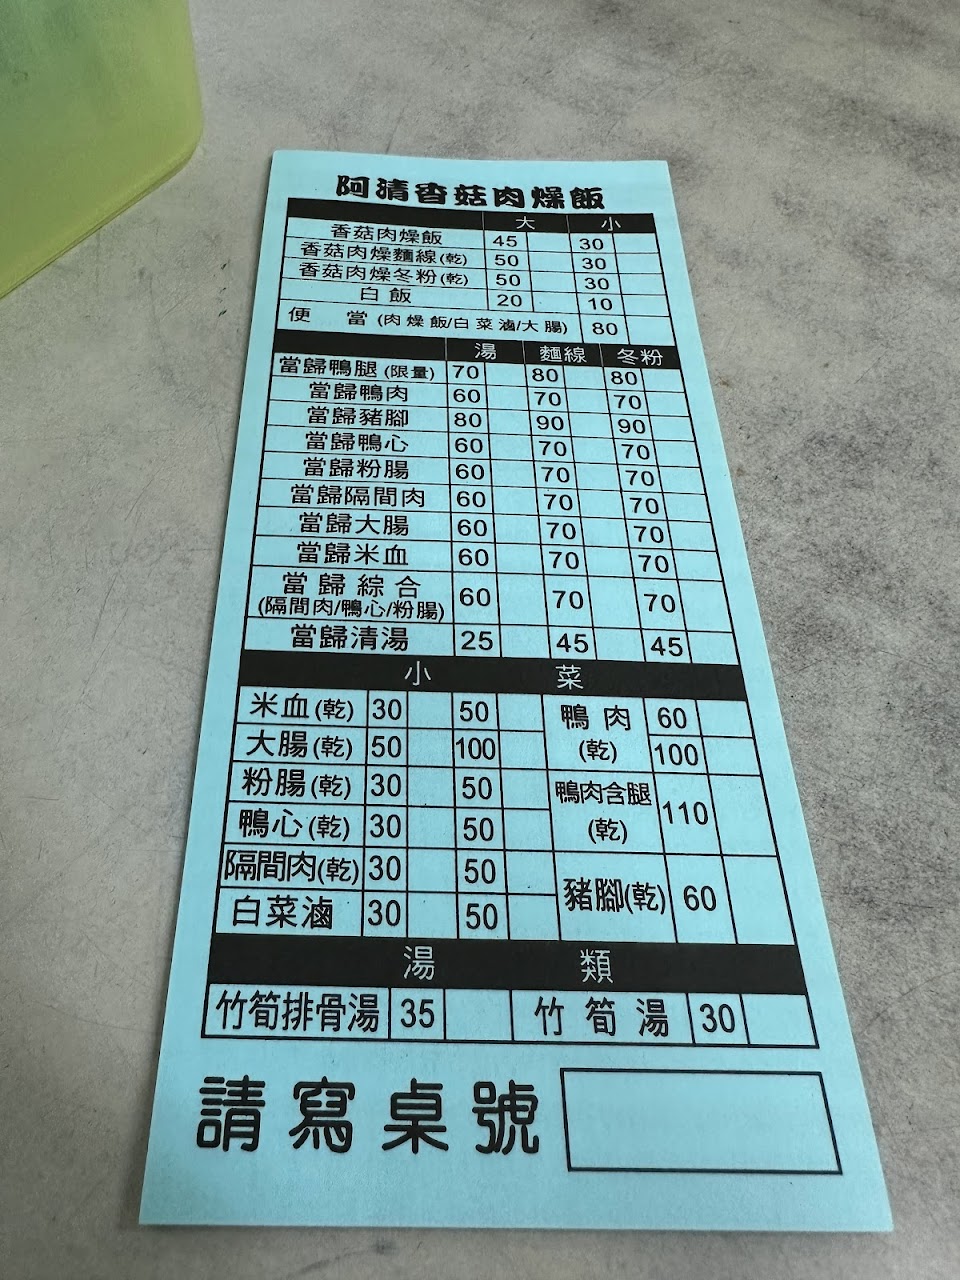 阿清香菇肉燥飯
大 小
香菇肉燥飯 45 30
香菇肉燥麵線(乾) 50 30
香菇肉燥冬粉(乾) 50 30
白飯 20 10
便當(肉燥飯/白菜滷/大腸) 80
湯 麵線 冬粉
當歸鴨腿(限量) 70 80 80
當歸鴨肉 60 70 70
當歸豬腳 80 90 90
當歸鴨心 60 70 70
當歸粉腸 60 70 70
當歸隔間肉 60 70 70
當歸大腸 60 70 70
當歸米血 60 70 70
當歸綜合 60 70 70
(隔間肉/鴨心/粉腸)
當歸清湯 25 45 45
小菜
米血(乾) 30 50
大腸(乾) 50 100
粉腸(乾) 30 50
鴨心(乾) 30 50
隔間肉(乾) 30 50
白菜滷 30 50
鴨肉 60
(乾) 100
鴨肉含腿 110
(乾)
豬腳(乾) 60
湯類
竹筍排骨湯 35 竹筍湯 30
請寫桌號